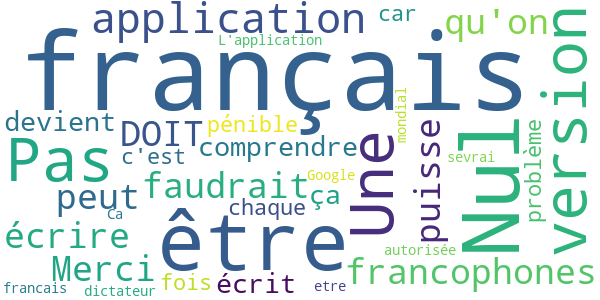 application
car
qu'on
L'application
français
version
devient
DOIT
pénible
mondial
Pas
c'est
comprendre
Une
puisse
Nul
problème
sevrai
peut
faudrait
Google
ça
Ca
chaque
être
écrire
Merci
fois
écrit
autorisée
francophones
francais
dictateur
etre